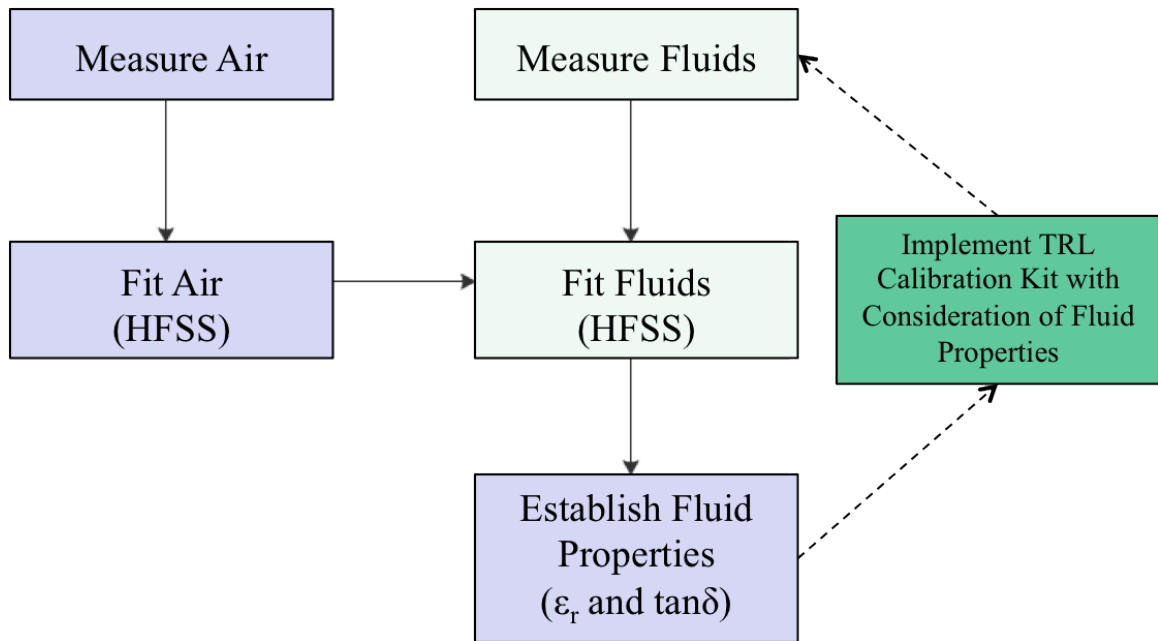 Measure Air
Measure Fluids
Fit Air
(HFSS)
Fit Fluids
(HFSS)
Implement TRL
Calibration Kit with
Consideration of Fluid
Properties
Establish Fluid
Properties
(εr and tanδ)